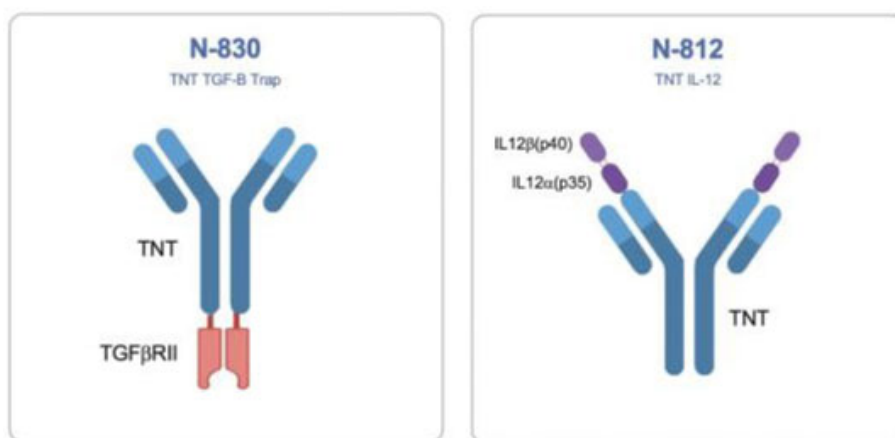 N-830
TNT TGF-B Trap
TNT
TGFβRII
N-812
TNT IL-12
IL12β(p40)
IL12α(p35)
TNT